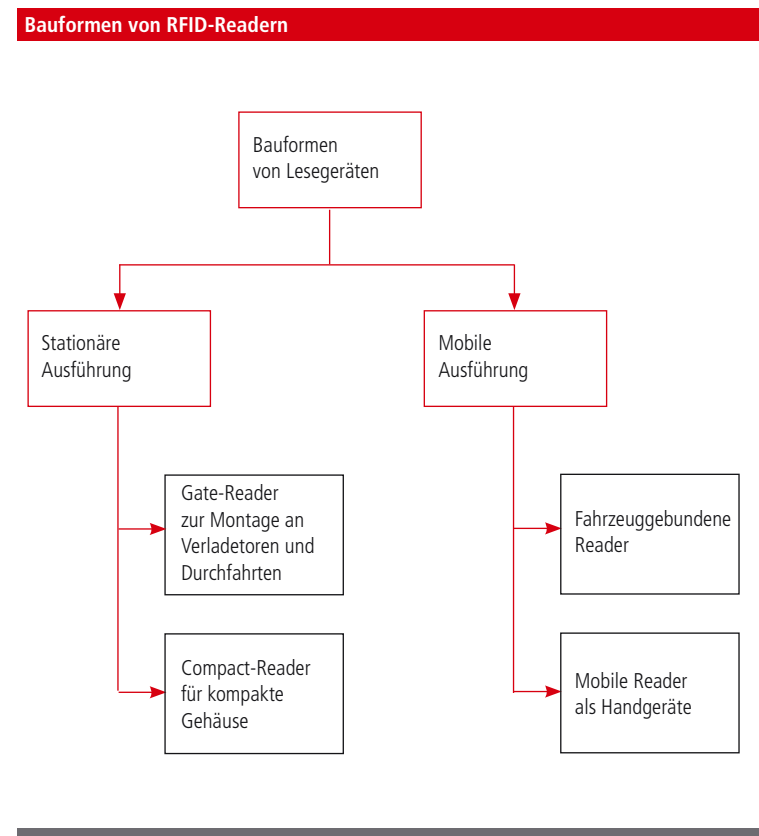 Bauformen von RFID-Readern
Bauformen
von Lesegeräten
Stationäre
Ausführung
Mobile
Ausführung
Gate-Reader
zur Montage an
Verladetoren und
Durchfahrten
Fahrzeuggebundene
Reader
Compact-Reader
für kompakte
Gehäuse
Mobile Reader
als Handgeräte